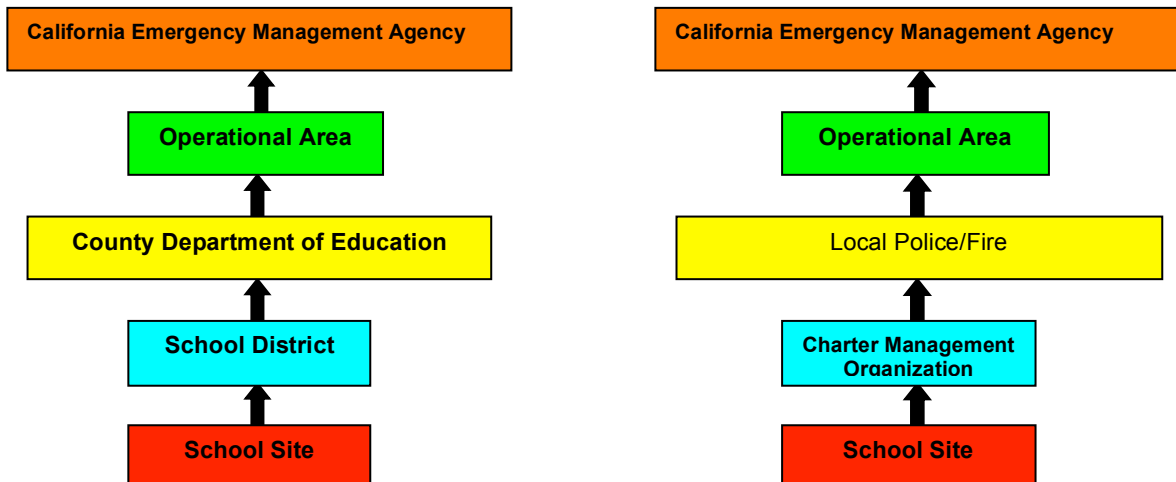 California Emergency Management Agency
Operational Area
County Department of Education
School District
School Site
California Emergency Management Agency
Operational Area
Local Police/Fire
Charter Management
Organization
School Site